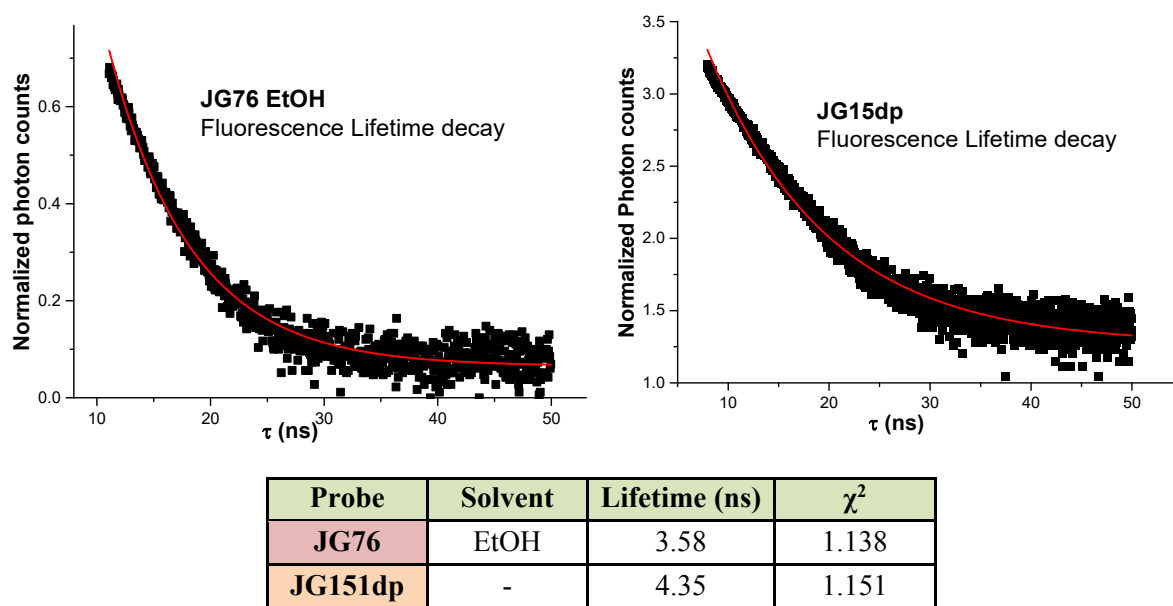 Normalized photon counts
0.6
0.4
0.2
0.0
JG76 EtOH
Fluorescence Lifetime decay
10 20 30 40 50
τ (ns)
Normalized Photon counts
3.5
3.0
2.5
2.0
1.5
1.0
JG15dp
Fluorescence Lifetime decay
10 20 30 40 50
τ (ns)
Probe Solvent Lifetime (ns) χ²
JG76 EtOH 3.58 1.138
JG151dp - 4.35 1.151